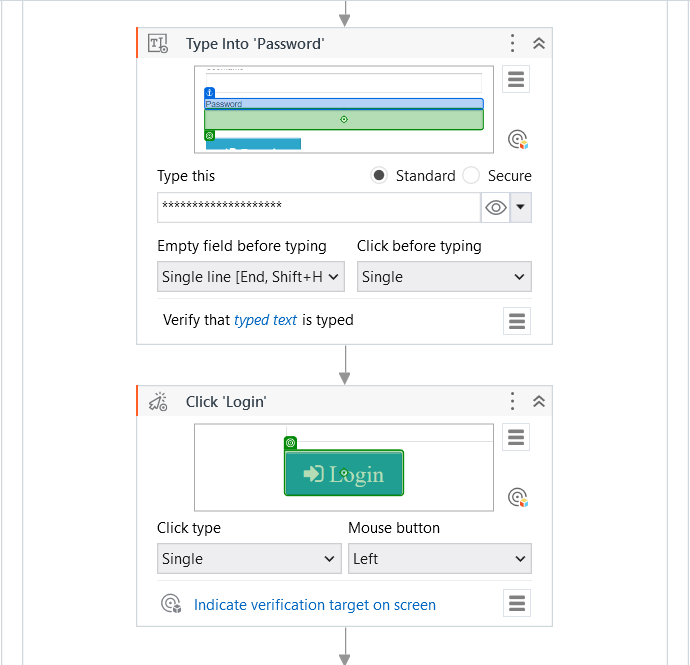 Type Into 'Password'
Password
Type this
Standard
Secure
********************
Empty field before typing
Click before typing
Single line [End, Shift+H
Single
Verify that typed text is typed
Click 'Login'
Login
Click type
Mouse button
Single
Left
Indicate verification target on screen